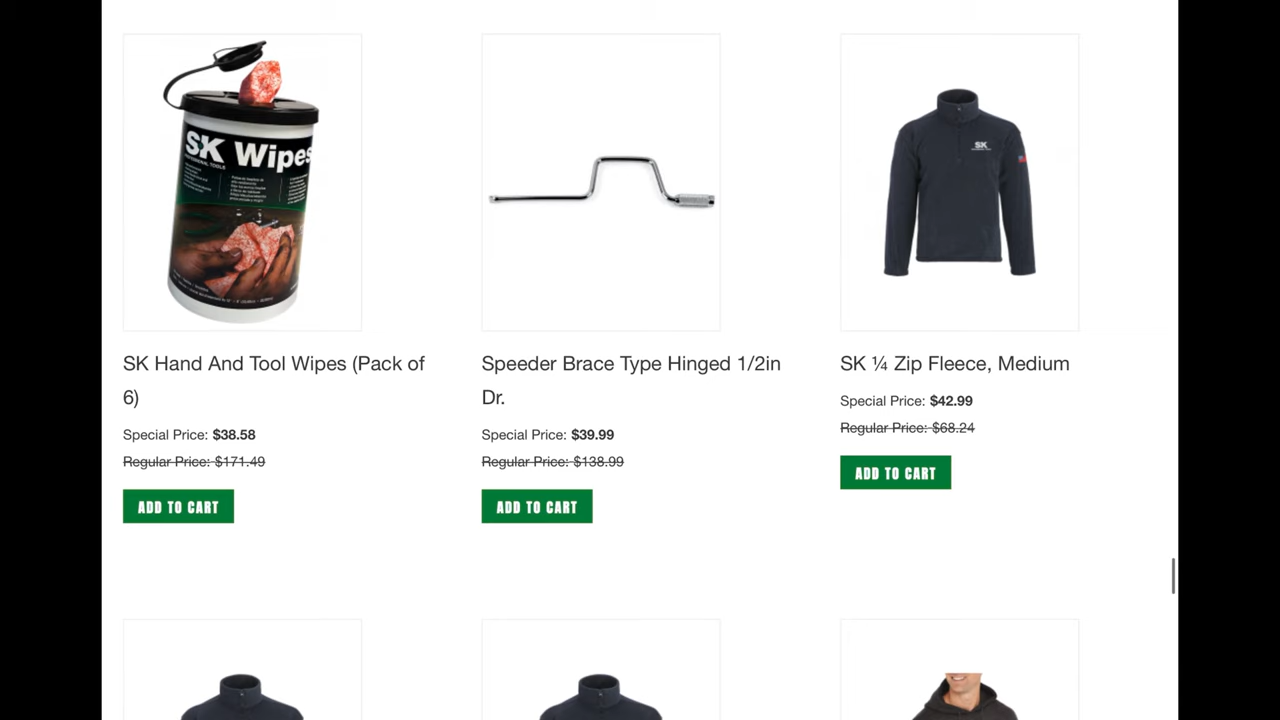 SK Wipes
PROFESSIONAL TOOLS
SK
SK Hand And Tool Wipes (Pack of
6)
Special Price: $38.58
Regular Price: $171.49
ADD TO CART
Speeder Brace Type Hinged 1/2in
Dr.
Special Price: $39.99
Regular Price: $138.99
ADD TO CART
SK ¼ Zip Fleece, Medium
Special Price: $42.99
Regular Price: $68.24
ADD TO CART